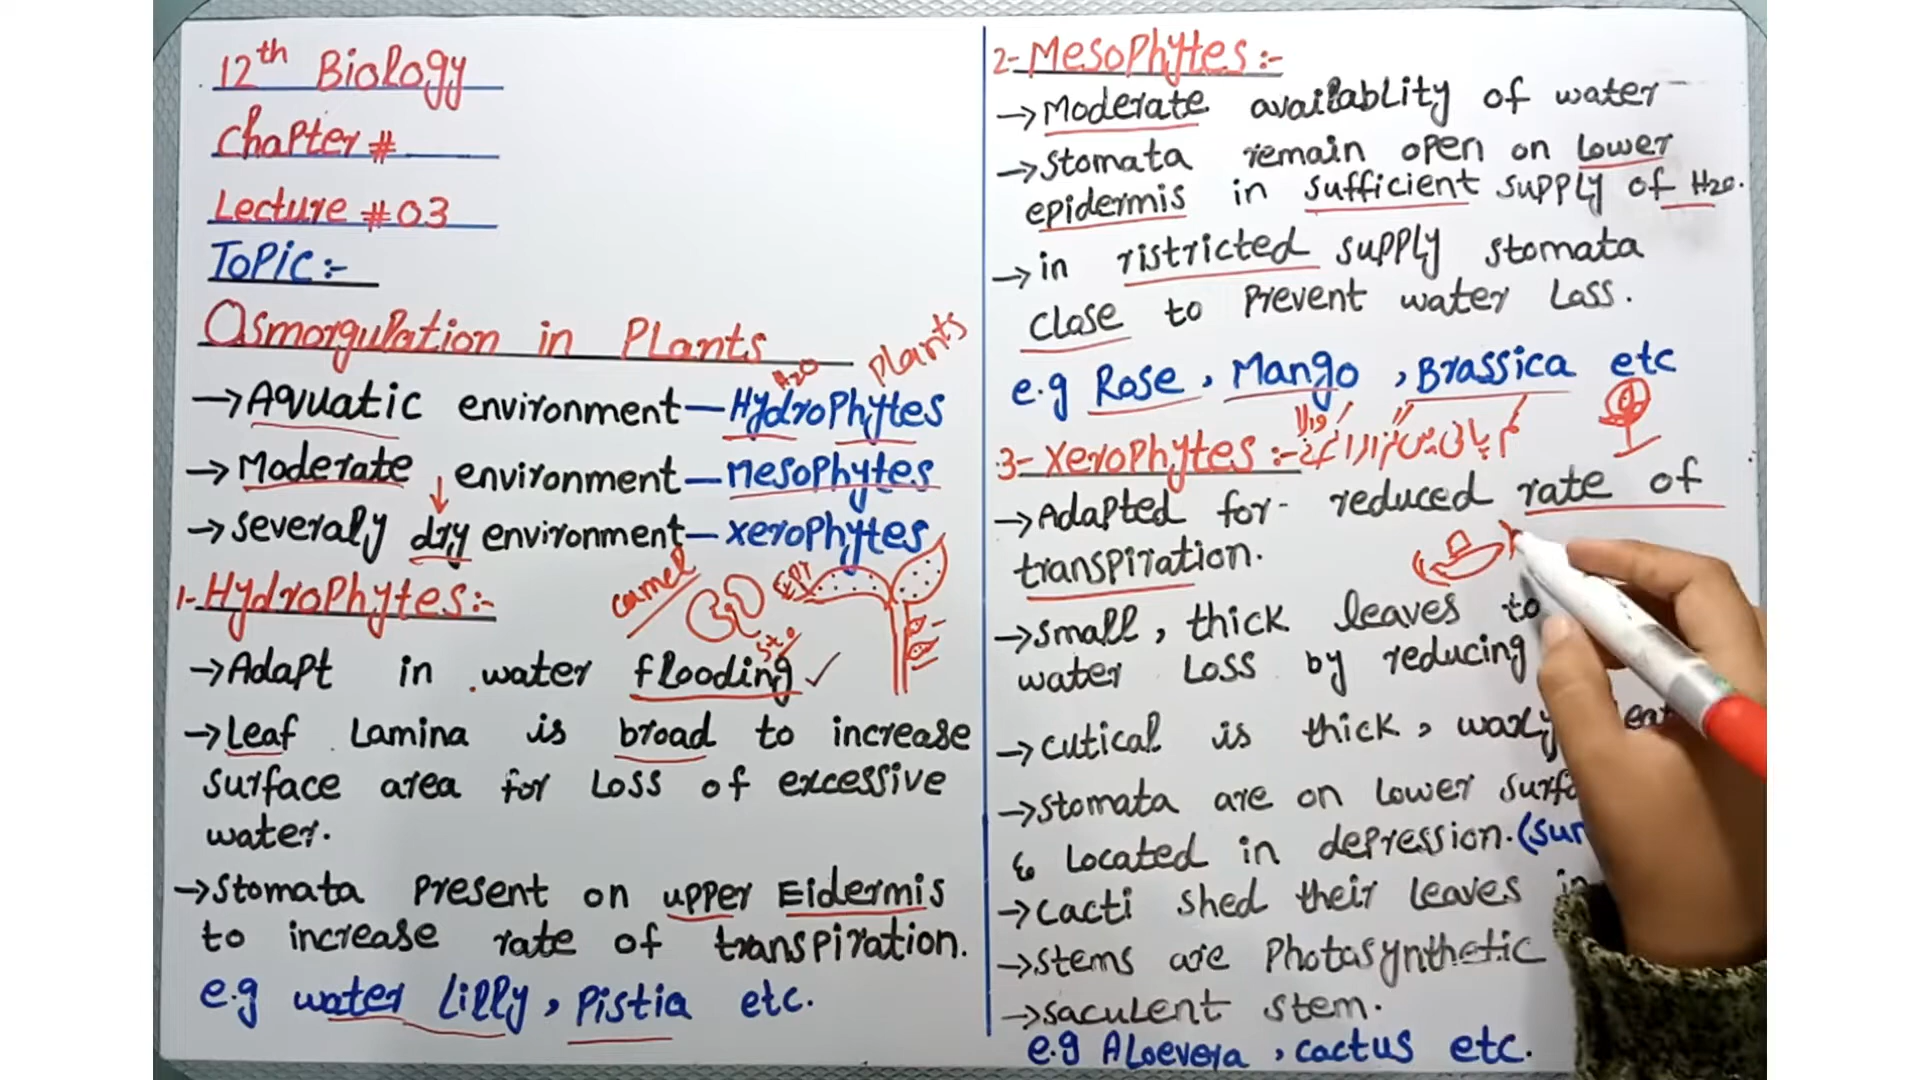 12th Biology
Chapter #
Lecture #03
Topic:-
Osmorgulation in Plants
H2O Plants
→Aquatic environment—Hydrophytes
→Moderate environment—Mesophytes
→severaly dry environment—xerophytes
1-Hydrophytes:-
camel
→Adapt in water flooding ✓
→Leaf Lamina is broad to increase
surface area for Loss of excessive
water.
→Stomata Present on upper Eidermis
to increase rate of transpiration.
e.g water Lilly, Pistia etc.
2-Mesophytes:-
→Moderate availablity of water
→Stomata remain open on Lower
epidermis in sufficient supply of H2O.
→in ristricted supply stomata
close to Prevent water Loss.
e.g Rose, Mango, Brassica etc
3-Xerophytes:-
→Adapted for reduced rate of
transpiration.
→Small, thick leaves to
water Loss by reducing
→cutical is thick, waxy
→Stomata are on Lower
& Located in depression.
→Cacti shed their leaves in
→Stems are Photasynthetic
→Saculent stem.
e.g ALoevera, cactus etc.